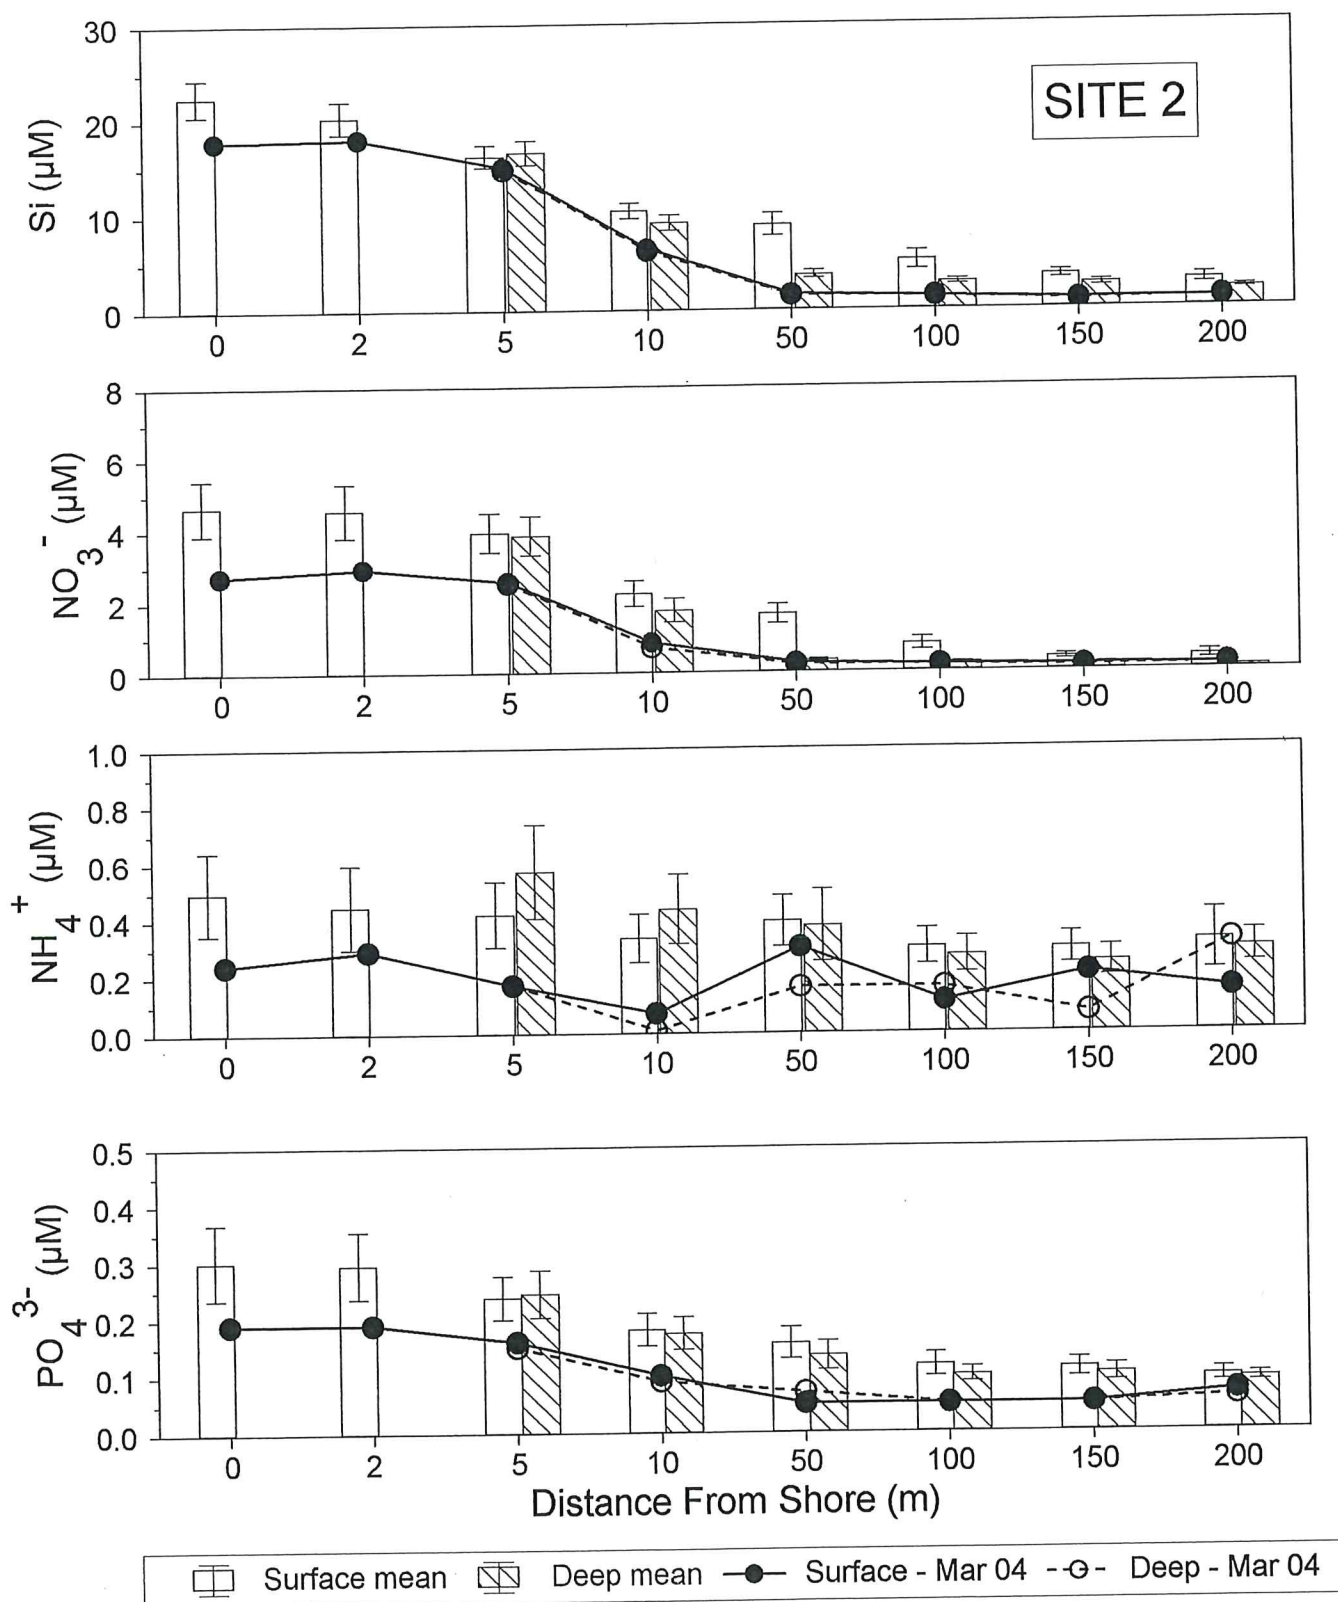 SITE 2
Si (µM)
30
20
10
0
0 2 5 10 50 100 150 200
NO3- (µM)
8
6
4
2
0
0 2 5 10 50 100 150 200
NH4+ (µM)
1.0
0.8
0.6
0.4
0.2
0.0
0 2 5 10 50 100 150 200
PO43- (µM)
0.5
0.4
0.3
0.2
0.1
0.0
0 2 5 10 50 100 150 200
Distance From Shore (m)
Surface mean Deep mean Surface - Mar 04 Deep - Mar 04